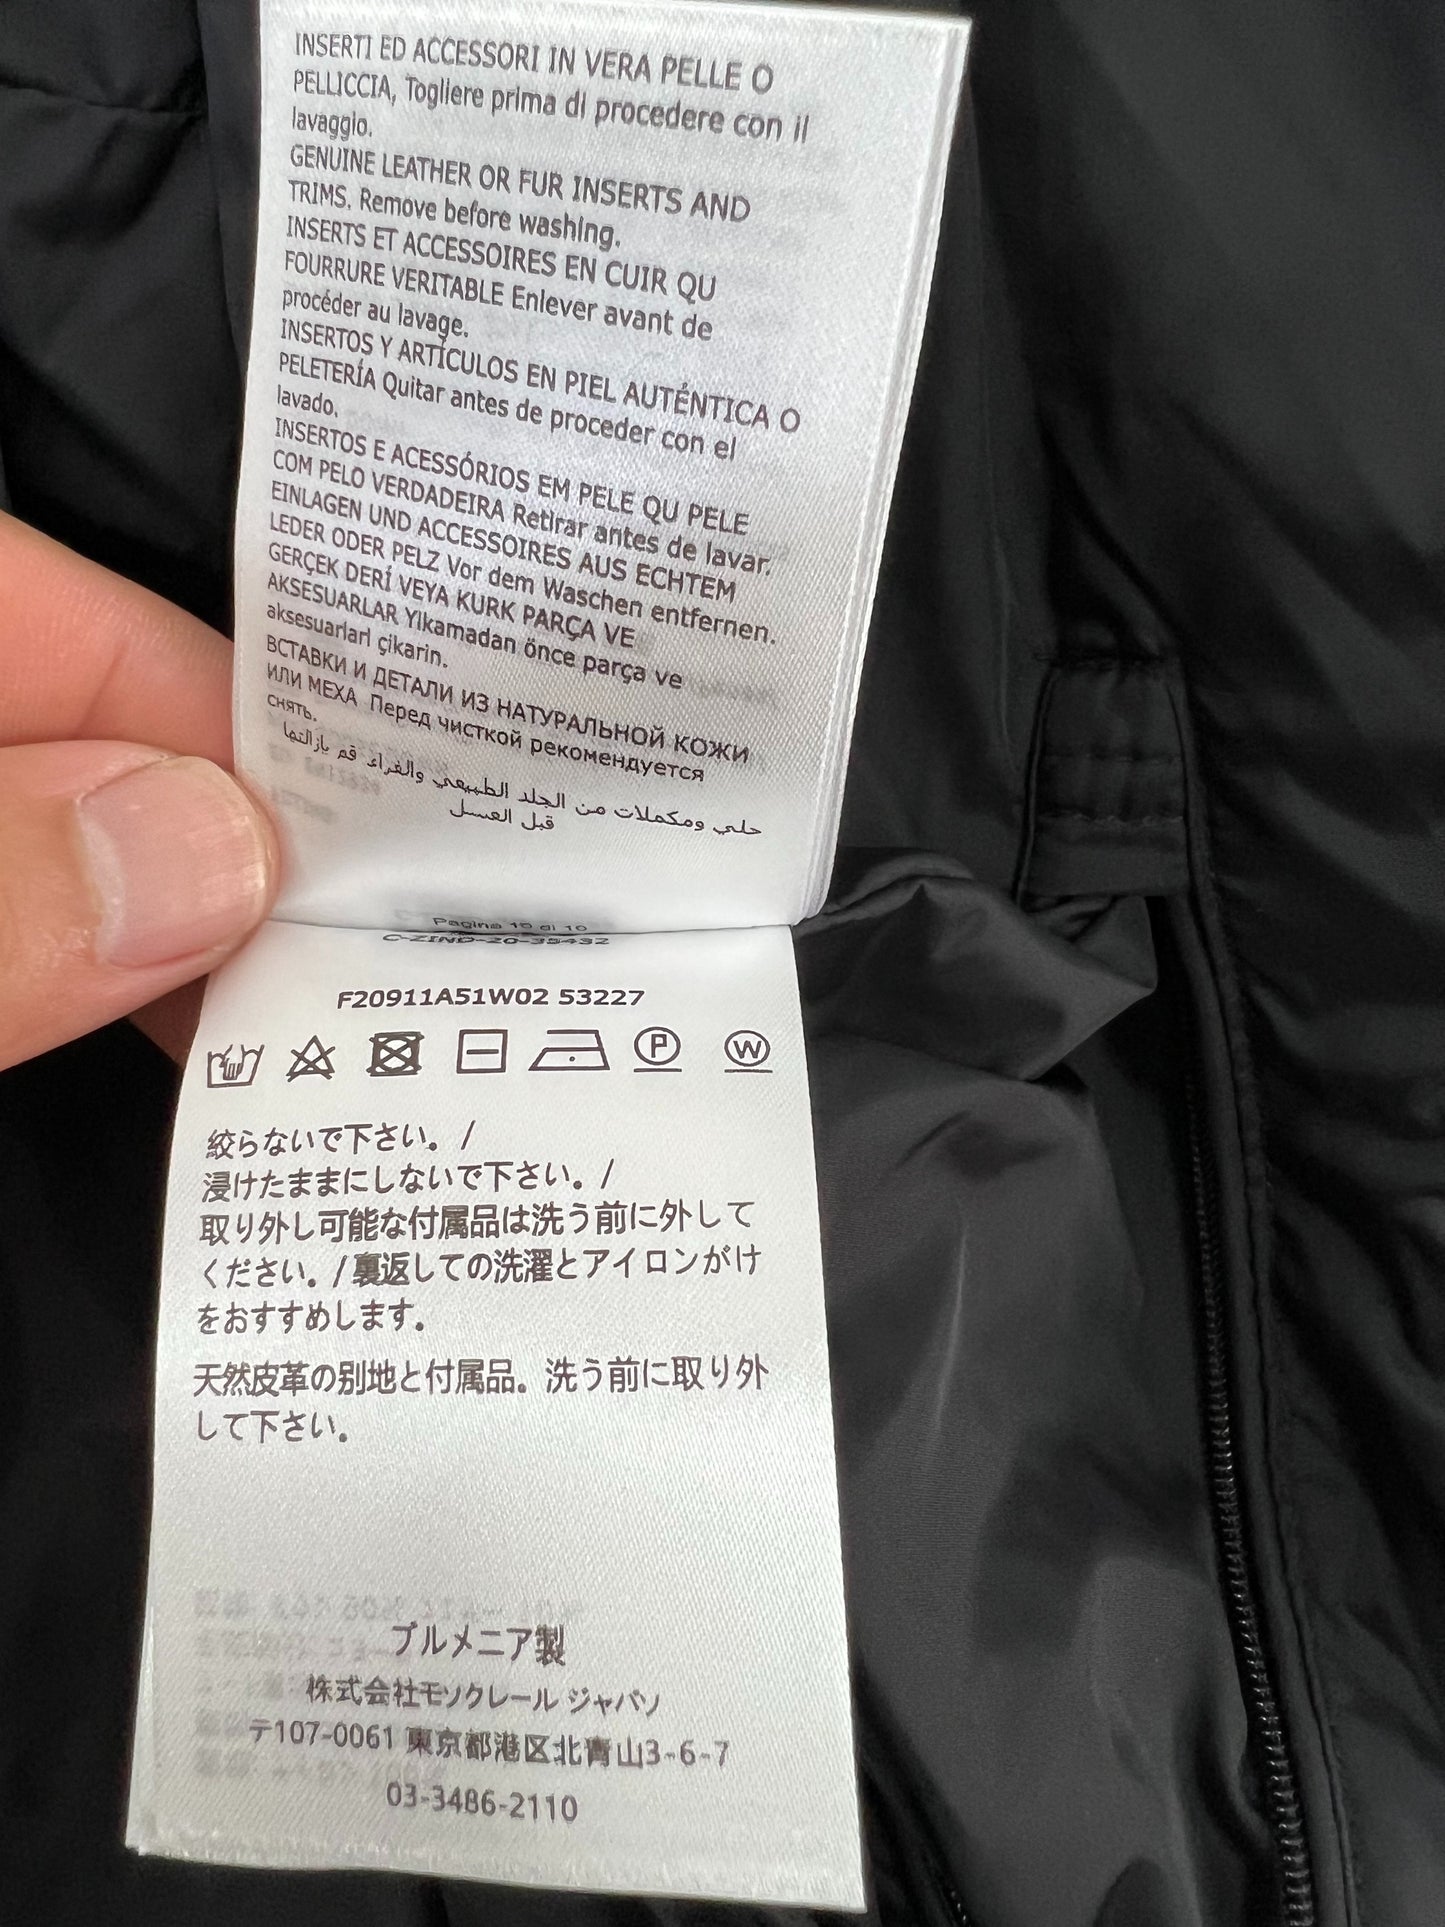 INSERTI ED ACCESSORI IN VERA PELLE O
PELLICCIA, Togliere prima di procedere con il
lavaggio.
GENUINE LEATHER OR FUR INSERTS AND
TRIMS. Remove before washing.
INSERTS ET ACCESSOIRES EN CUIR QU
FOURRURE VERITABLE Enlever avant de
procéder au lavage.
INSERTOS Y ARTÍCULOS EN PIEL AUTÉNTICA O
PELETERÍA Quitar antes de proceder con el
lavado.
INSERTOS E ACESSÓRIOS EM PELE QU PELE
COM PELO VERDADEIRA Retirar antes de lavar.
EINLAGEN UND ACCESSOIRES AUS ECHTEM
LEDER ODER PELZ Vor dem Waschen entfernen.
GERÇEK DERİ VEYA KURK PARÇA VE
AKSESUARLAR Yikamadan önce parça ve
aksesuarlari çikarin.
ВСТАВКИ И ДЕТАЛИ ИЗ НАТУРАЛЬНОЙ КОЖИ
ИЛИ МЕХА Перед чисткой рекомендуется
снять.
حلي ومكملات من الجلد الطبيعي والفراء قم بإزالتها
قبل الغسل
Pagina 10 di 10
C-ZIND-20-35432
F20911A51W02 53227
P W
絞らないで下さい。/
浸けたままにしないで下さい。/
取り外し可能な付属品は洗う前に外して
ください。/裏返しての洗濯とアイロンがけ
をおすすめします。
天然皮革の別地と付属品。洗う前に取り外
して下さい。
ブルメニア製
株式会社モンクレール ジャパン
〒107-0061 東京都港区北青山3-6-7
03-3486-2110